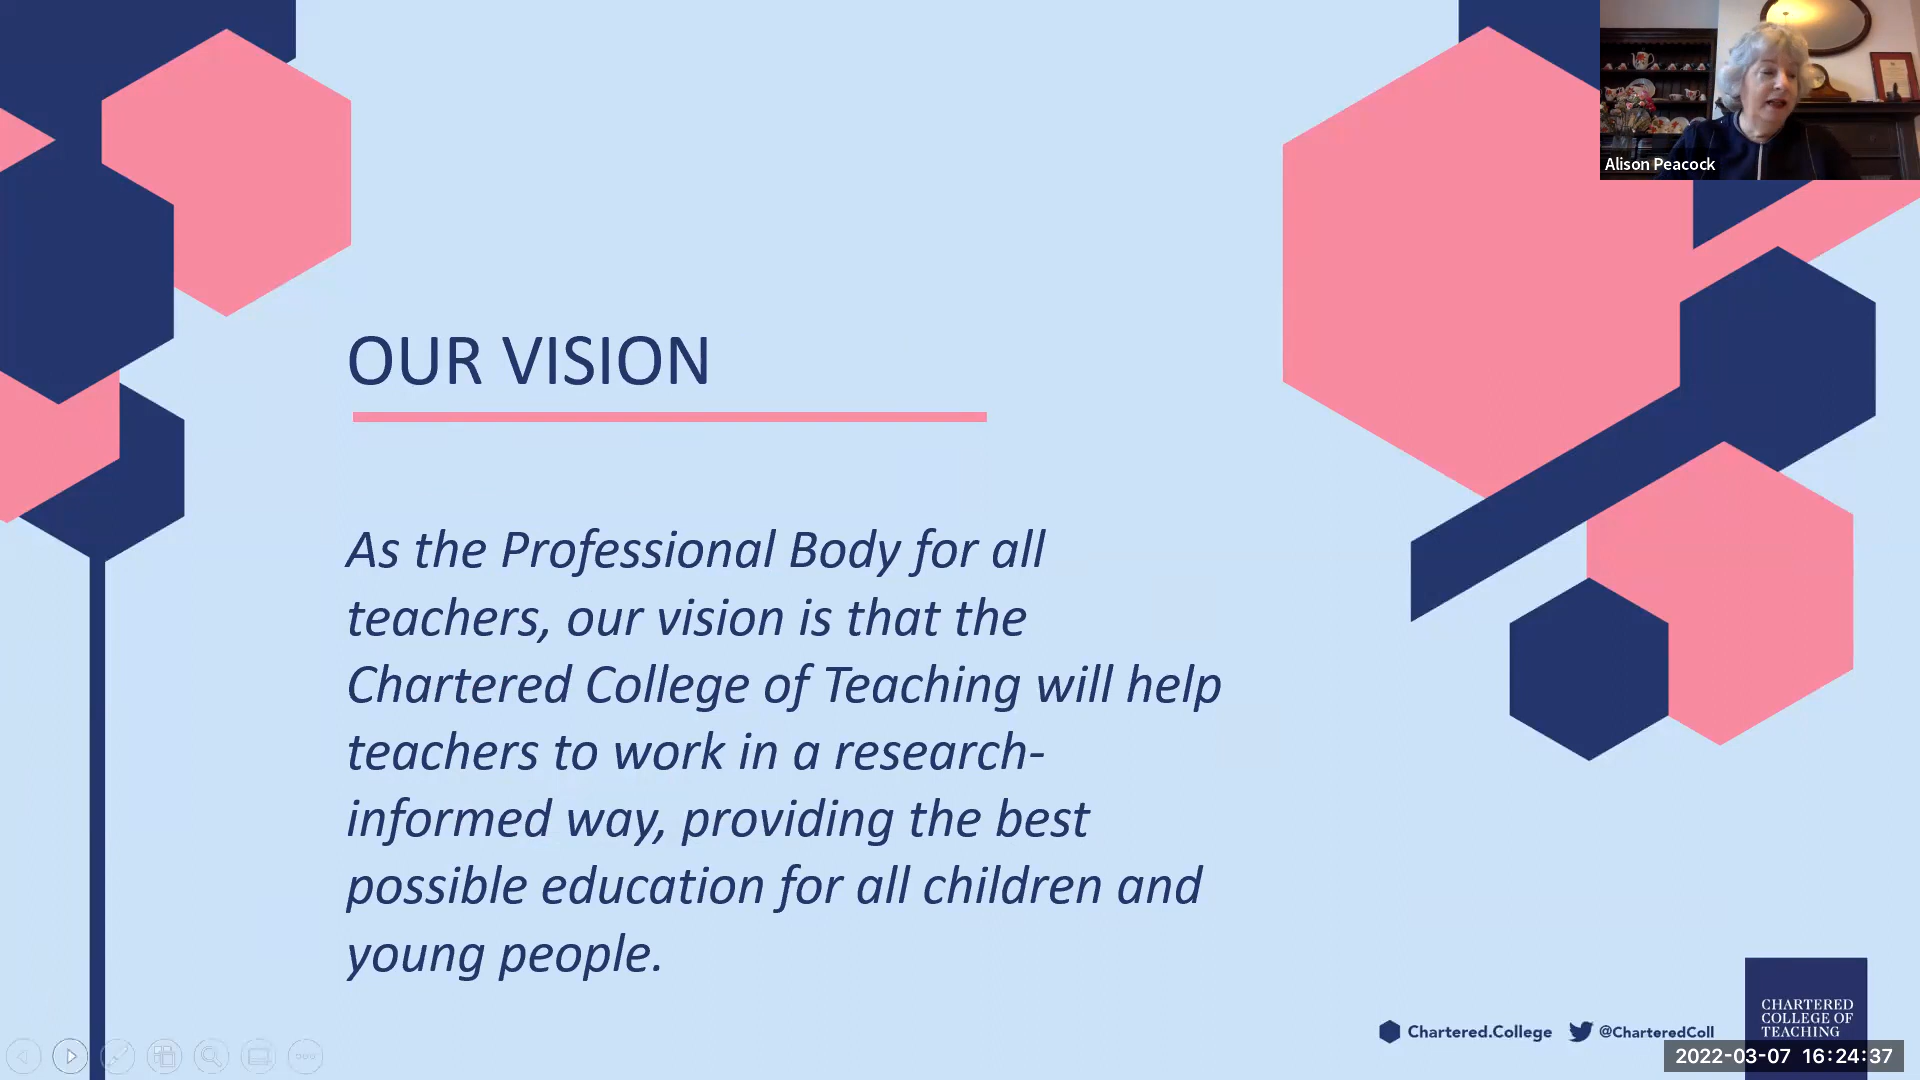 Alison Peacock
OUR VISION
As the Professional Body for all
teachers, our vision is that the
Chartered College of Teaching will help
teachers to work in a research-
informed way, providing the best
possible education for all children and
young people.
Chartered.College
@CharteredColl
CHARTERED
COLLEGE OF
TEACHING
2022-03-07 16:24:37